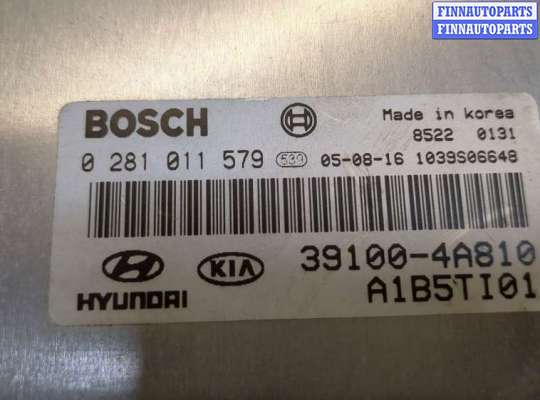 FINNAUTOPARTS
FINNAUTOPARTS
BOSCH
Made in korea
8522 0131
0 281 011 579 539 05-08-16 1039S06648
HYUNDAI
KIA
39100-4A810
A1B5TI01